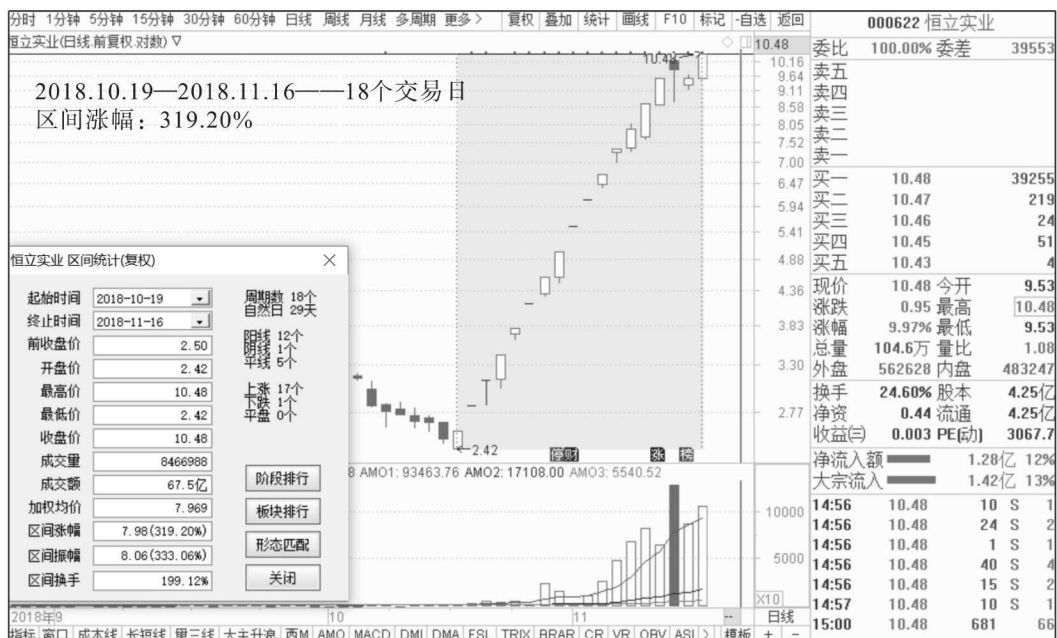 分时 1分钟 5分钟 15分钟 30分钟 60分钟 日线 周线 月线 多周期 更多〉 复权 叠加 统计 画线 F10 标记 -自选 返回
恒立实业(日线.前复权.对数)
2018.10.19—2018.11.16——18个交易日
区间涨幅：319.20%
10.48
10.48
10.16
9.64
9.11
8.58
8.05
7.52
7.00
6.47
5.94
5.41
4.88
4.36
3.83
3.30
2.77
←2.42
停财 涨 榜
恒立实业 区间统计(复权)
起始时间 2018-10-19
终止时间 2018-11-16
前收盘价 2.50
开盘价 2.42
最高价 10.48
最低价 2.42
收盘价 10.48
成交量 8466988
成交额 67.5亿
加权均价 7.969
区间涨幅 7.98(319.20%)
区间振幅 8.06(333.06%)
区间换手 199.12%
周期数 18个
自然日 29天
阳线 12个
阴线 1个
平线 5个
上涨 17个
下跌 1个
平盘 0个
阶段排行
板块排行
形态匹配
关闭
8 AMO1: 93463.76 AMO2: 17108.00 AMO3: 5540.52
10000
5000
X10
2018年9 10 11 日线
指标 窗口 成本线 长短线 大主升浪 西M AMO MACD DMI DMA FSL TRIX BRAR CR VR OBV ASI 〉 模板 + −
000622 恒立实业
委比 100.00% 委差 39553
卖五
卖四
卖三
卖二
卖一
买一 10.48 39255
买二 10.47 219
买三 10.46 24
买四 10.45 51
买五 10.43 4
现价 10.48 今开 9.53
涨跌 0.95 最高 10.48
涨幅 9.97% 最低 9.53
总量 104.6万 量比 1.08
外盘 562628 内盘 483247
换手 24.60% 股本 4.25亿
净资 0.44 流通 4.25亿
收益㈢ 0.003 PE(动) 3067.7
净流入额 1.28亿 12%
大宗流入 1.42亿 13%
14:56 10.48 10 S 1
14:56 10.48 24 S 2
14:56 10.48 1 S 1
14:56 10.48 40 S 4
14:56 10.48 15 S 2
14:57 10.48 10 S 1
15:00 10.48 681 66